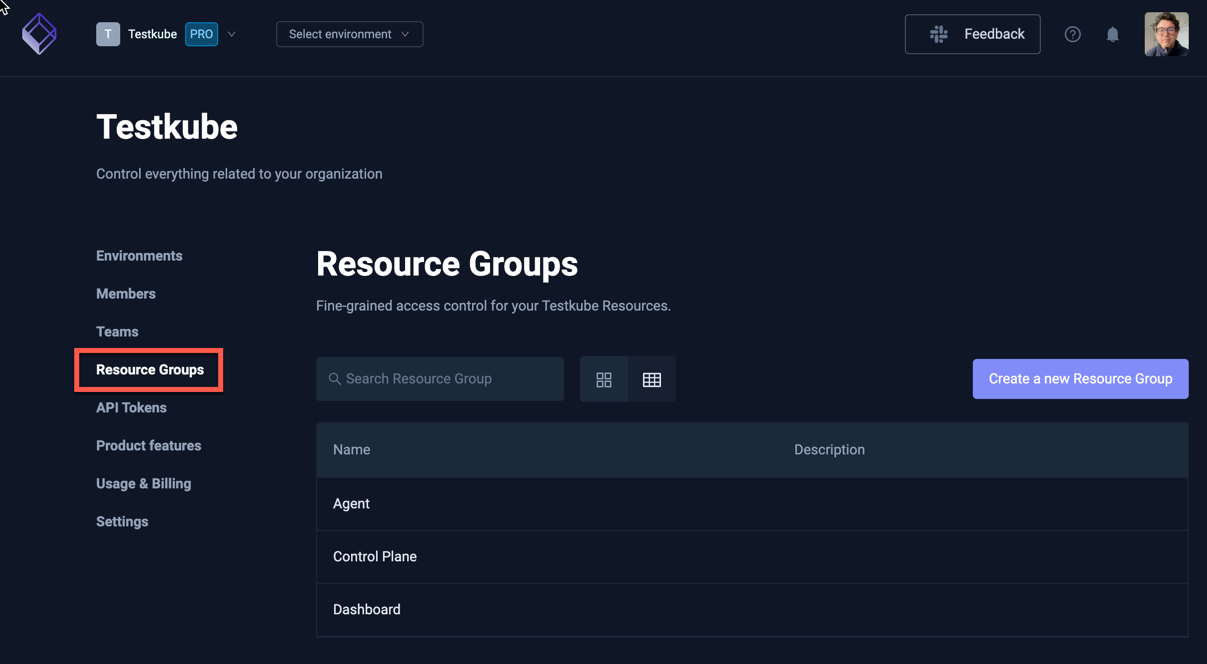 T Testkube PRO Select environment Feedback
Testkube
Control everything related to your organization
Environments
Members
Teams
Resource Groups
API Tokens
Product features
Usage & Billing
Settings
Resource Groups
Fine-grained access control for your Testkube Resources.
Search Resource Group
Create a new Resource Group
Name Description
Agent
Control Plane
Dashboard